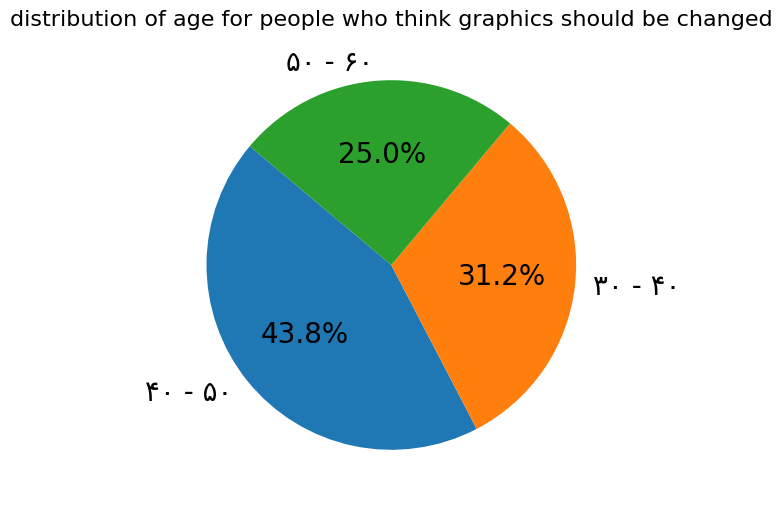 distribution of age for people who think graphics should be changed
۵۰ - ۶۰
25.0%
31.2%
۳۰ - ۴۰
43.8%
۴۰ - ۵۰